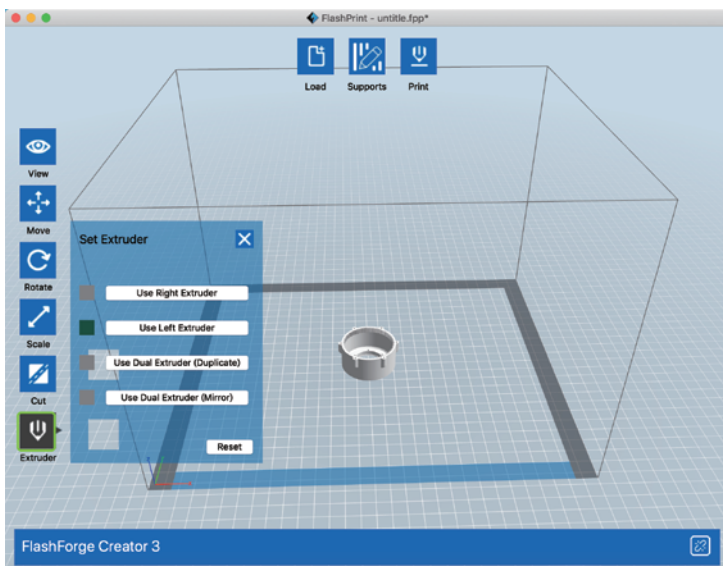 FlashPrint - untitle.fpp*
Load
Supports
Print
View
Move
Rotate
Scale
Cut
Extruder
Set Extruder
Use Right Extruder
Use Left Extruder
Use Dual Extruder (Duplicate)
Use Dual Extruder (Mirror)
Reset
FlashForge Creator 3